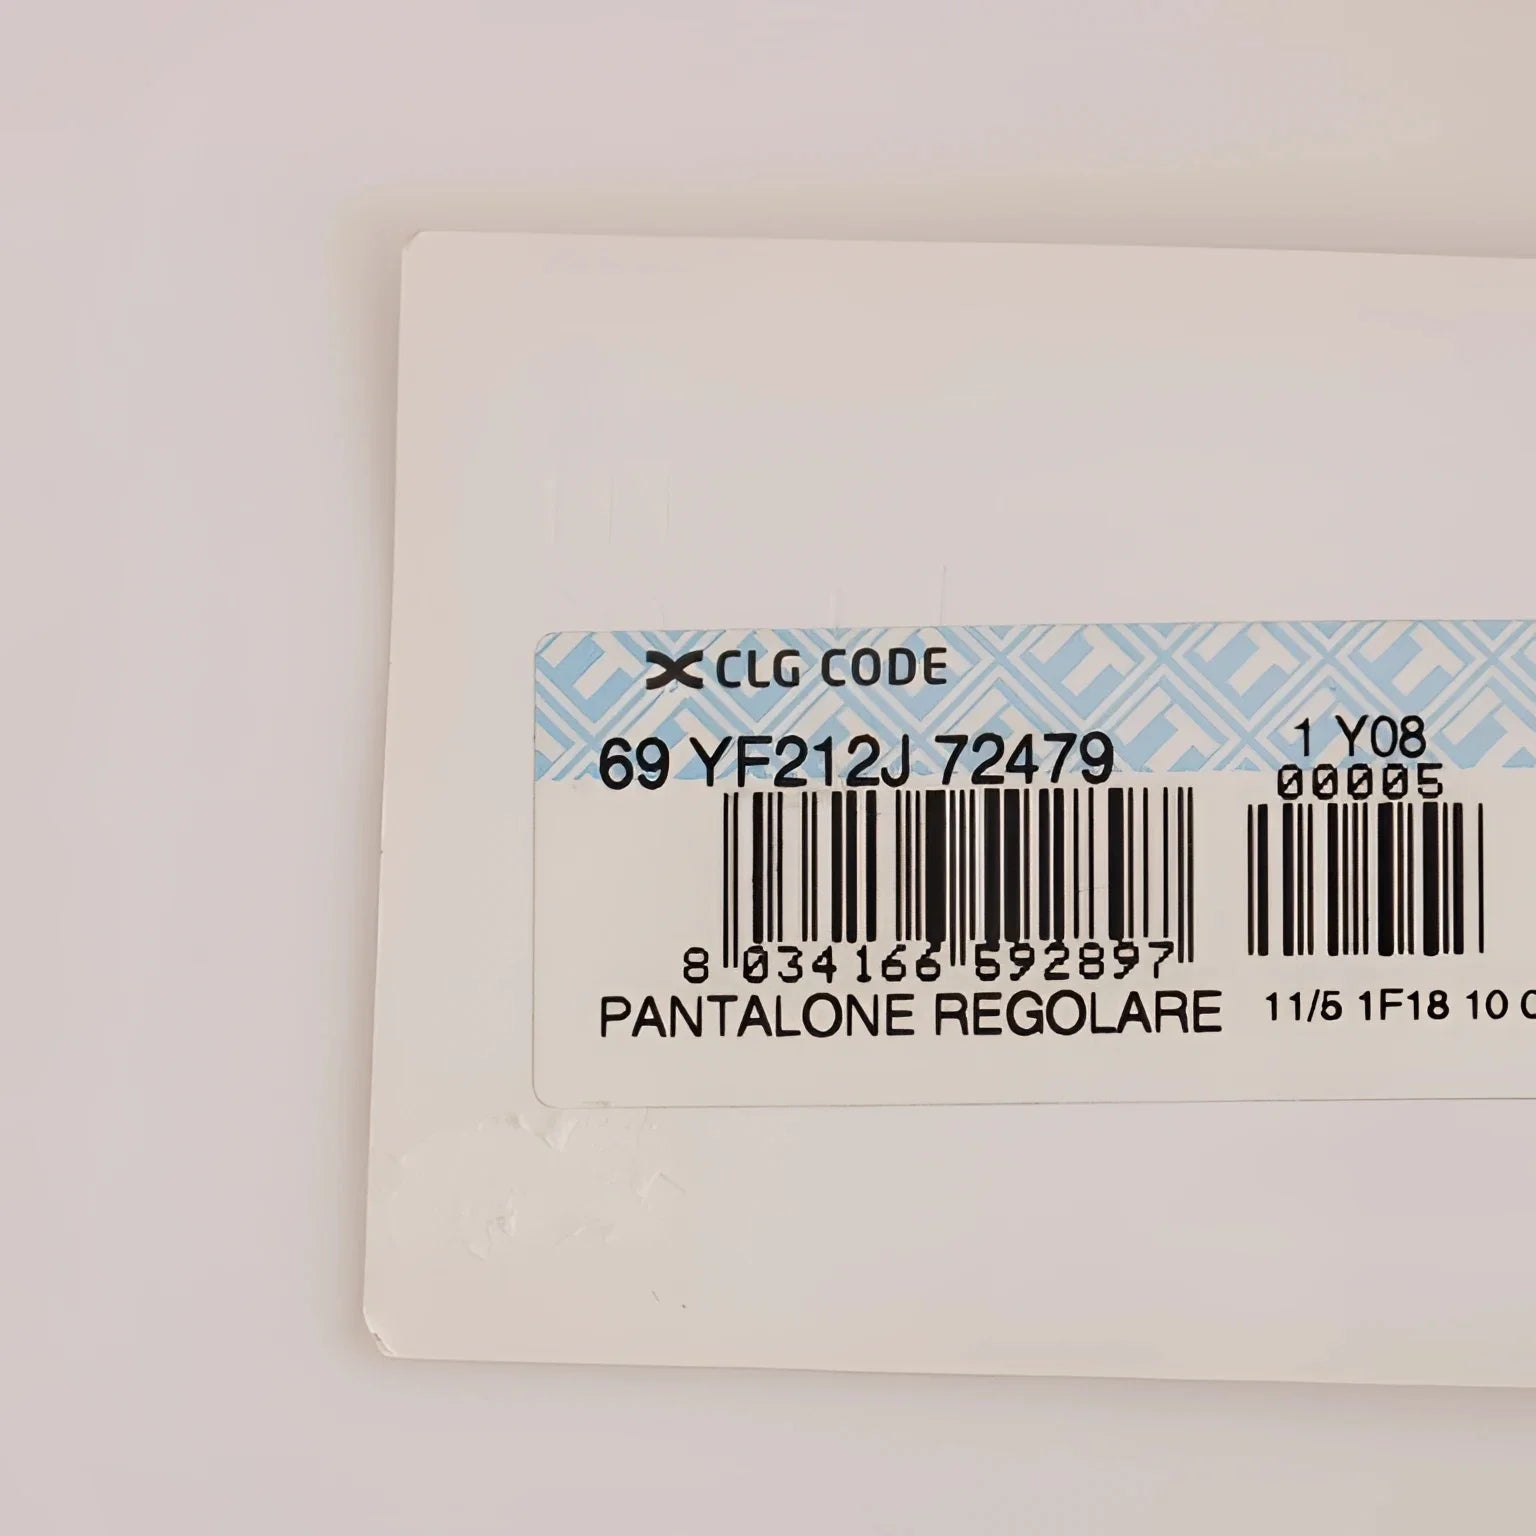 CLG CODE
69 YF212J 72479
1 Y08
00005
8 034166 592897
PANTALONE REGOLARE
11/5 1F18 10